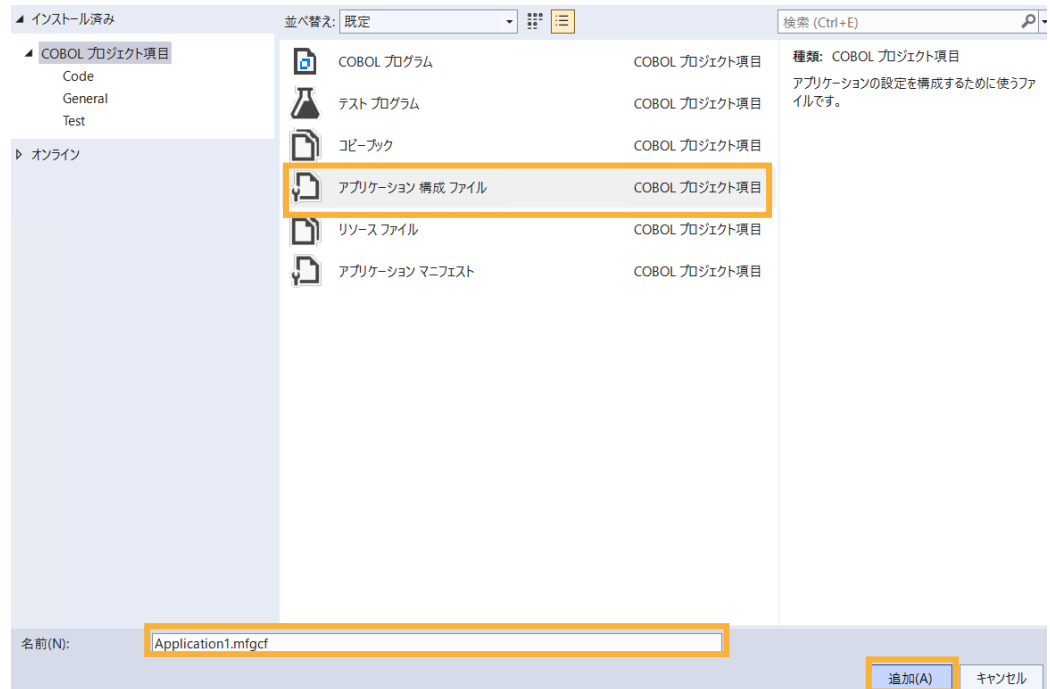 インストール済み
並べ替え: 既定
検索 (Ctrl+E)
COBOL プロジェクト項目
Code
General
Test
オンライン
COBOL プログラム COBOL プロジェクト項目
テスト プログラム COBOL プロジェクト項目
コピーブック COBOL プロジェクト項目
アプリケーション 構成 ファイル COBOL プロジェクト項目
リソース ファイル COBOL プロジェクト項目
アプリケーション マニフェスト COBOL プロジェクト項目
種類: COBOL プロジェクト項目
アプリケーションの設定を構成するために使うファ
イルです。
名前(N): Application1.mfgcf
追加(A) キャンセル